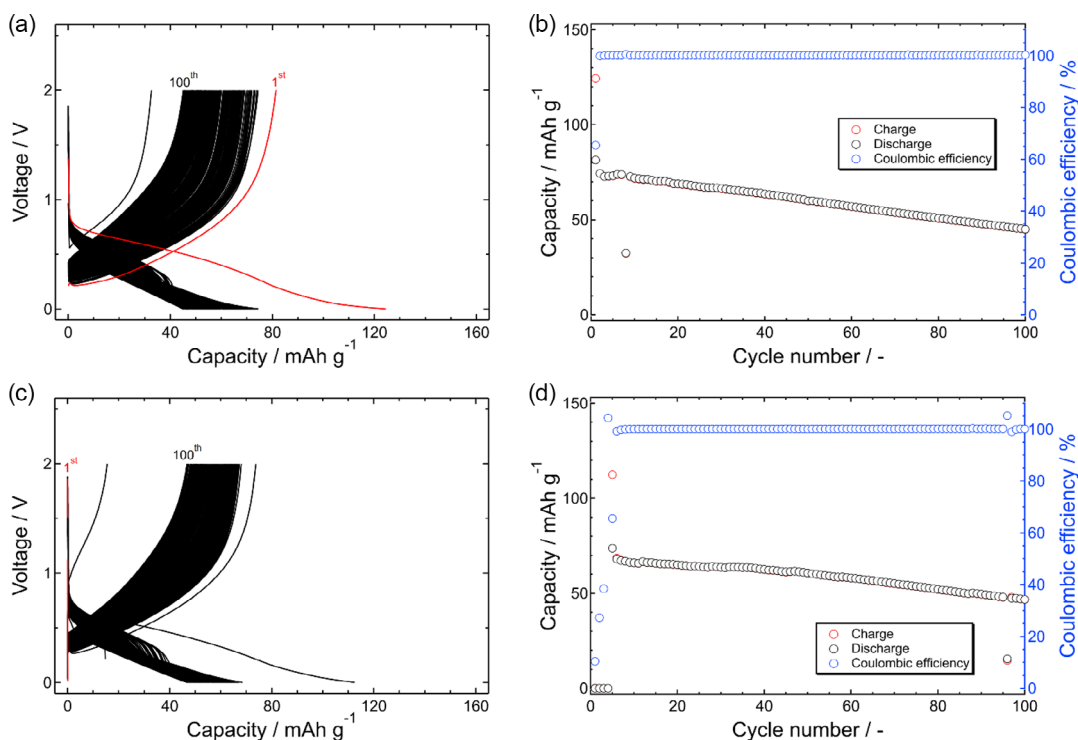 (a)
100th
1st
2
1
0
Voltage / V
0
40
80
120
160
Capacity / mAh g-1
(b)
150
100
50
0
Capacity / mAh g-1
Charge
Discharge
Coulombic efficiency
100
80
60
40
20
0
Coulombic efficiency / %
20
40
60
80
100
Cycle number / -
(c)
1st
100th
2
1
0
Voltage / V
0
40
80
120
160
Capacity / mAh g-1
(d)
150
100
50
0
Capacity / mAh g-1
Charge
Discharge
Coulombic efficiency
100
80
60
40
20
0
Coulombic efficiency / %
0
20
40
60
80
100
Cycle number / -